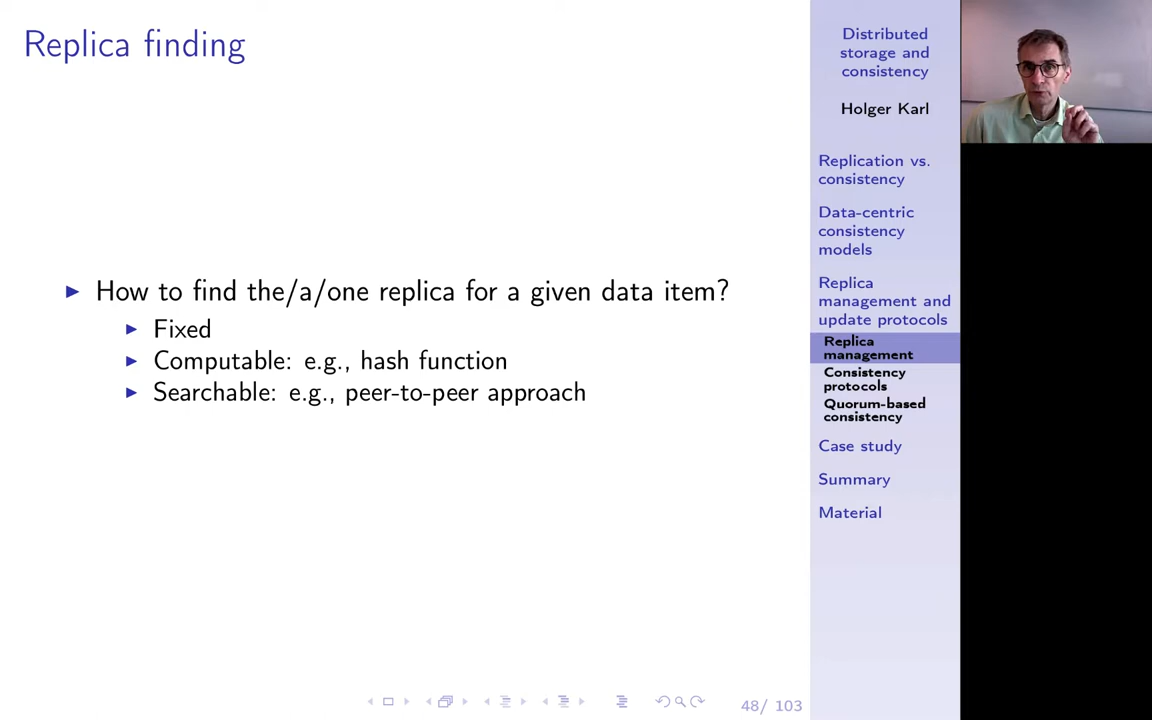 Replica finding
How to find the/a/one replica for a given data item?
Fixed
Computable: e.g., hash function
Searchable: e.g., peer-to-peer approach
48/ 103
Distributed
storage and
consistency
Holger Karl
Replication vs.
consistency
Data-centric
consistency
models
Replica
management and
update protocols
Replica
management
Consistency
protocols
Quorum-based
consistency
Case study
Summary
Material